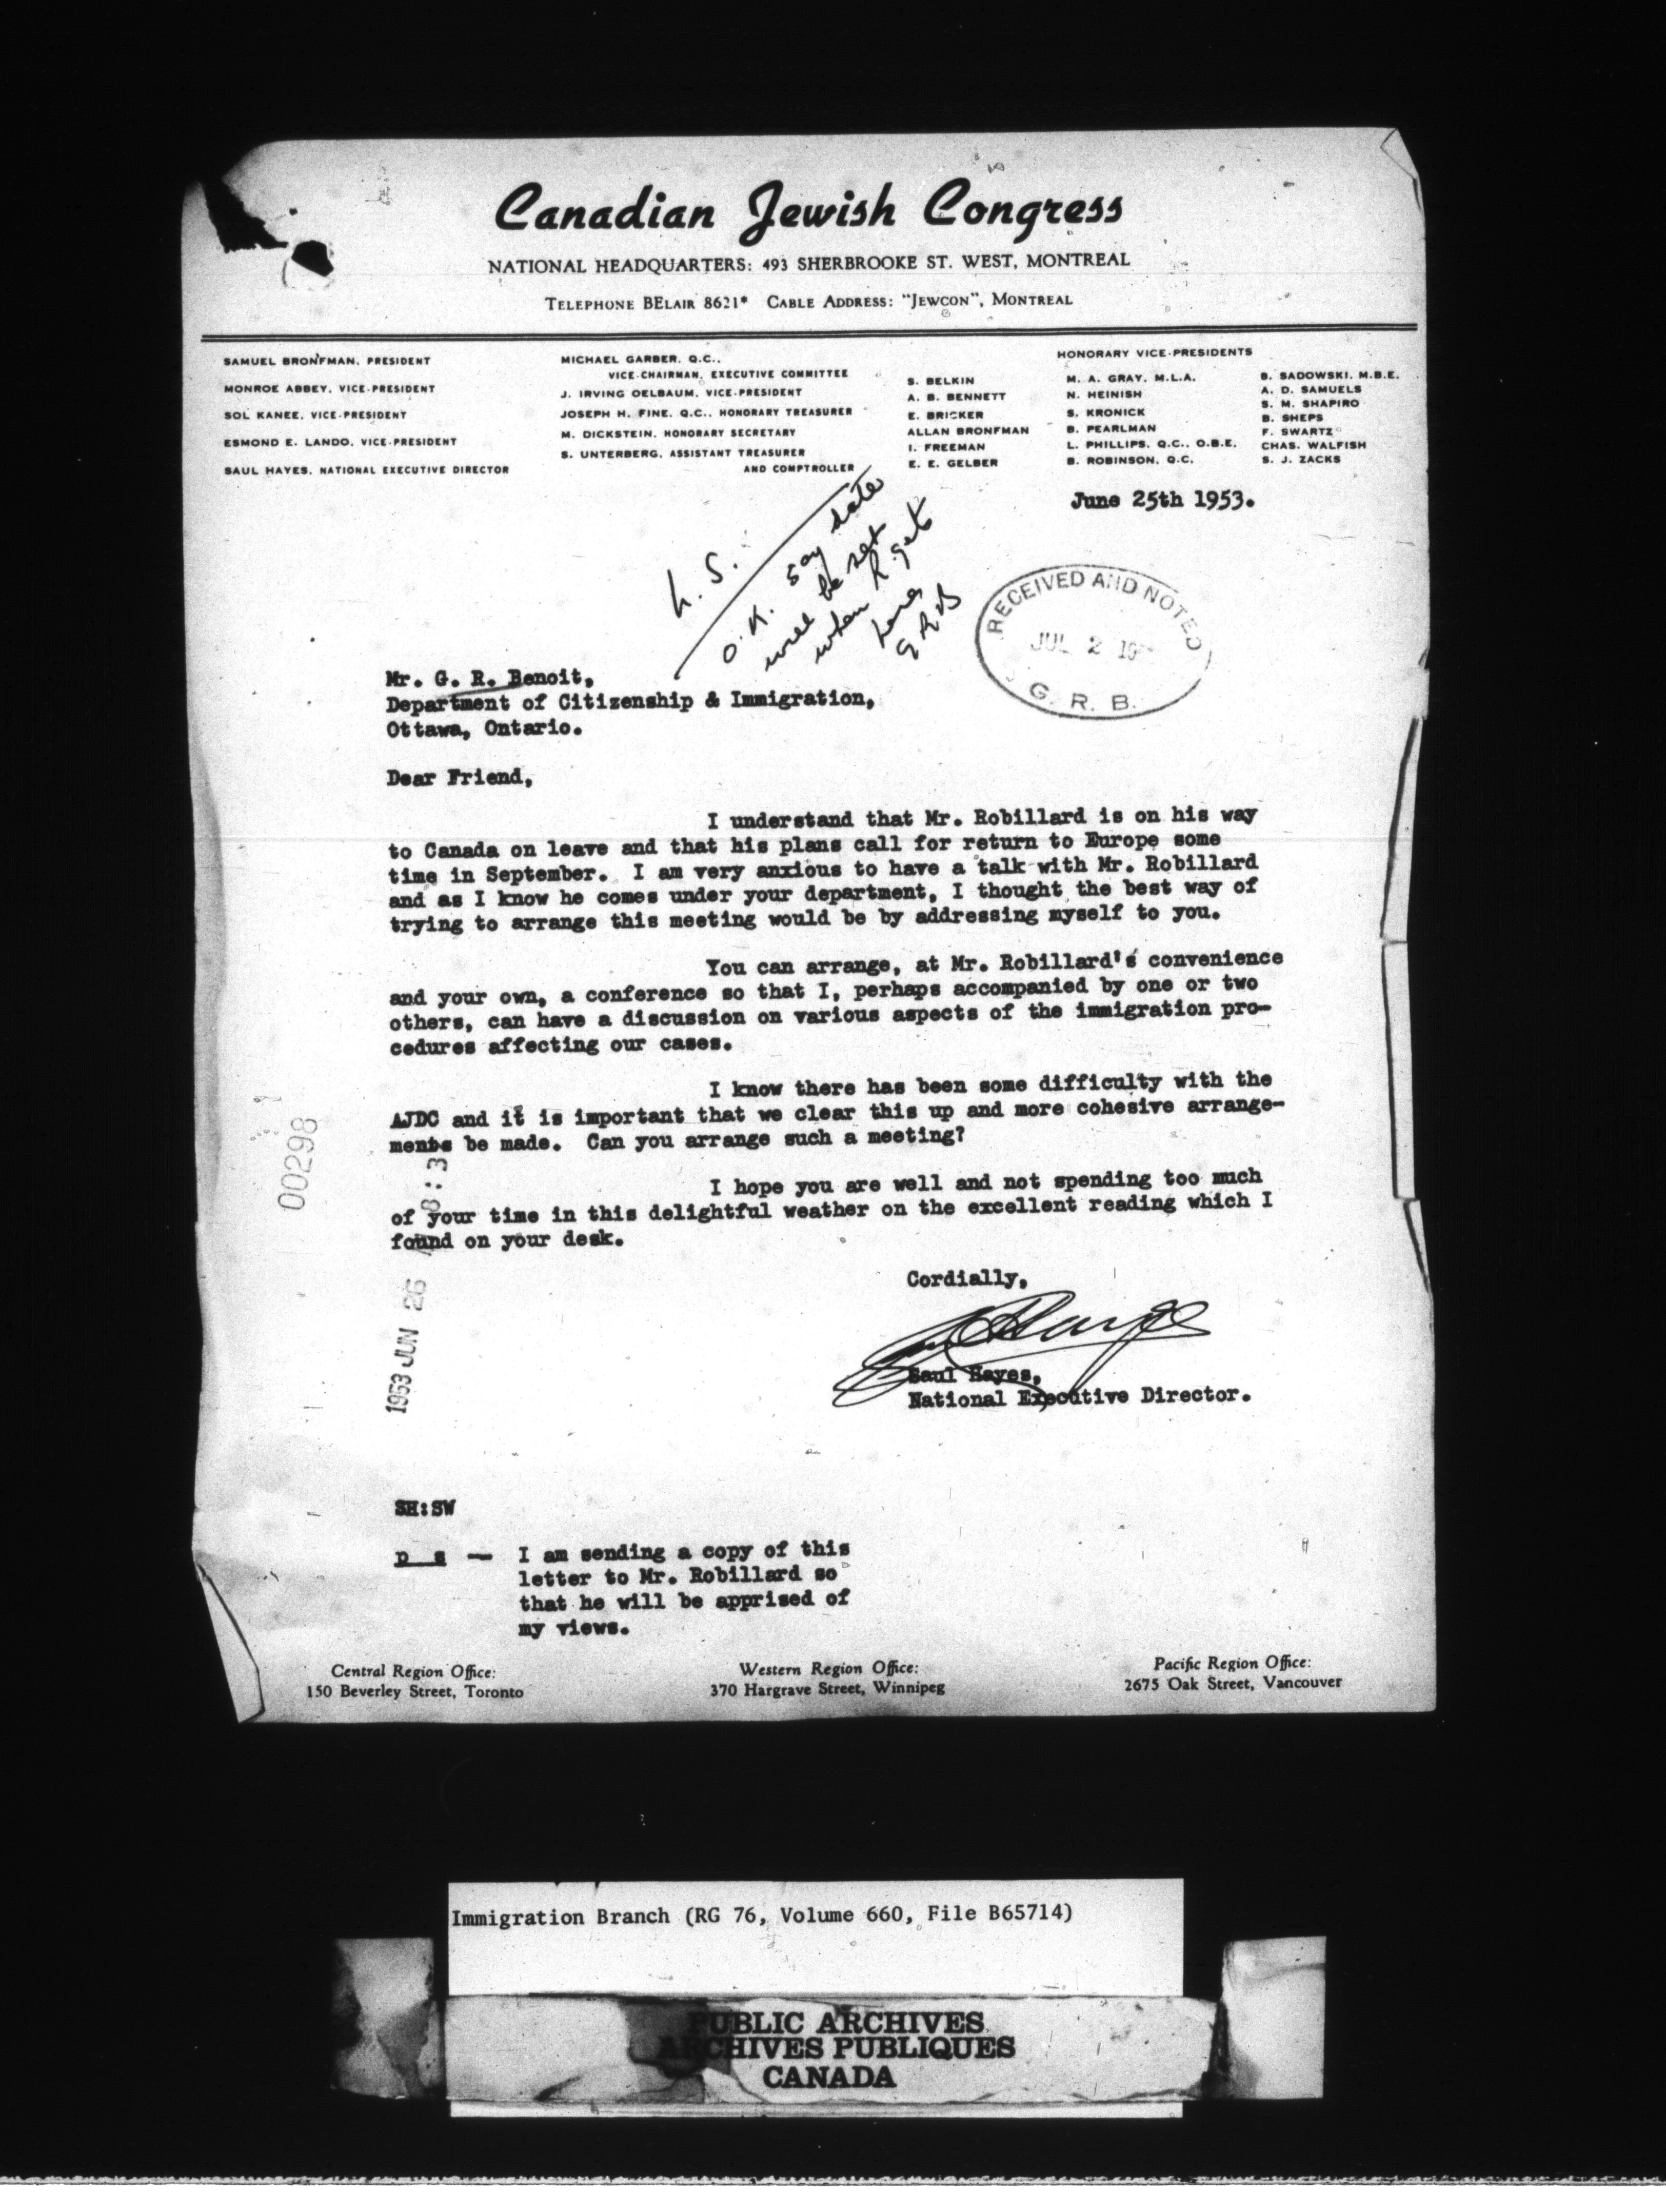 Canadian Jewish Congress
NATIONAL HEADQUARTERS: 493 SHERBROOKE ST. WEST, MONTREAL
TELEPHONE BELAIR 8621* CABLE ADDRESS: "JEWCON", MONTREAL
SAMUEL BRONFMAN, PRESIDENT
MONROE ABBEY, VICE-PRESIDENT
SOL KANEE, VICE-PRESIDENT
ESMOND E. LANDO, VICE-PRESIDENT
SAUL HAYES, NATIONAL EXECUTIVE DIRECTOR
MICHAEL GARBER, Q.C.,
VICE-CHAIRMAN, EXECUTIVE COMMITTEE
J. IRVING OELBAUM, VICE-PRESIDENT
JOSEPH H. FINE, Q.C., HONORARY TREASURER
M. DICKSTEIN, HONORARY SECRETARY
S. UNTERBERG, ASSISTANT TREASURER
AND COMPTROLLER
HONORARY VICE-PRESIDENTS
S. BELKIN
A. B. BENNETT
E. BRICKER
ALLAN BRONFMAN
I. FREEMAN
E. E. GELBER
M. A. GRAY, M.L.A.
N. HEINISH
S. KRONICK
B. PEARLMAN
L. PHILLIPS, Q.C., O.B.E.
B. ROBINSON, Q.C.
B. SADOWSKI, M.B.E.
A. D. SAMUELS
S. M. SHAPIRO
B. SHEPS
F. SWARTZ
CHAS. WALFISH
S. J. ZACKS
June 25th 1953.
L. S.
O.K. say date
will be set
when R. gets
here
GRB
RECEIVED AND NOTED
JUL 2 19
G. R. B.
Mr. G. R. Benoit,
Department of Citizenship & Immigration,
Ottawa, Ontario.
Dear Friend,
I understand that Mr. Robillard is on his way
to Canada on leave and that his plans call for return to Europe some
time in September. I am very anxious to have a talk with Mr. Robillard
and as I know he comes under your department, I thought the best way of
trying to arrange this meeting would be by addressing myself to you.
You can arrange, at Mr. Robillard's convenience
and your own, a conference so that I, perhaps accompanied by one or two
others, can have a discussion on various aspects of the immigration pro-
cedures affecting our cases.
I know there has been some difficulty with the
AJDC and it is important that we clear this up and more cohesive arrange-
ments be made. Can you arrange such a meeting?
I hope you are well and not spending too much
of your time in this delightful weather on the excellent reading which I
found on your desk.
00298
1953 JUN 26 8:3
Cordially,
Saul Hayes,
National Executive Director.
SH:SW
p s — I am sending a copy of this
letter to Mr. Robillard so
that he will be apprised of
my views.
Central Region Office:
150 Beverley Street, Toronto
Western Region Office:
370 Hargrave Street, Winnipeg
Pacific Region Office:
2675 Oak Street, Vancouver
Immigration Branch (RG 76, Volume 660, File B65714)
PUBLIC ARCHIVES
ARCHIVES PUBLIQUES
CANADA